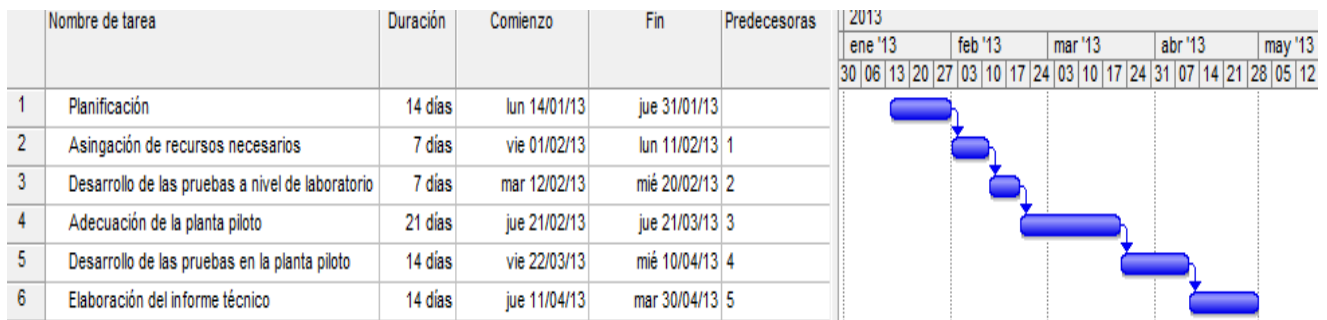 Nombre de tarea Duración Comienzo Fin Predecesoras 2013
ene '13 feb '13 mar '13 abr '13 may '13
30 06 13 20 27 03 10 17 24 03 10 17 24 31 07 14 21 28 05 12
1 Planificación 14 días lun 14/01/13 jue 31/01/13
2 Asingación de recursos necesarios 7 días vie 01/02/13 lun 11/02/13 1
3 Desarrollo de las pruebas a nivel de laboratorio 7 días mar 12/02/13 mié 20/02/13 2
4 Adecuación de la planta piloto 21 días jue 21/02/13 jue 21/03/13 3
5 Desarrollo de las pruebas en la planta piloto 14 días vie 22/03/13 mié 10/04/13 4
6 Elaboración del informe técnico 14 días jue 11/04/13 mar 30/04/13 5